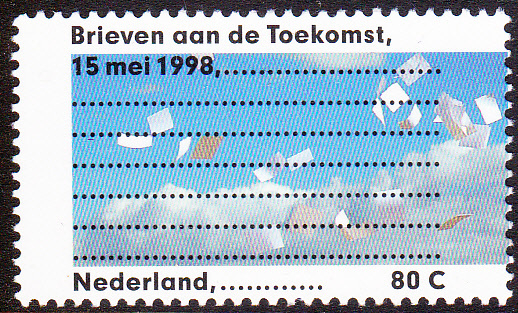 Brieven aan de Toekomst,
15 mei 1998,..............................
..................................................
..................................................
..................................................
..................................................
..................................................
..................................................
Nederland,............ 80 C